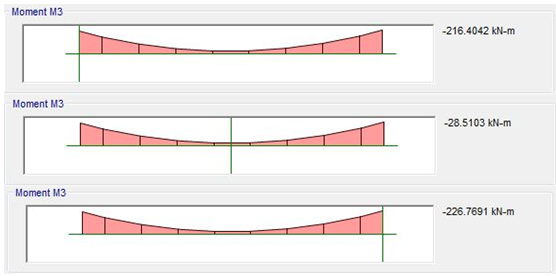 Moment M3
-216.4042 kN-m
Moment M3
-28.5103 kN-m
Moment M3
-226.7691 kN-m